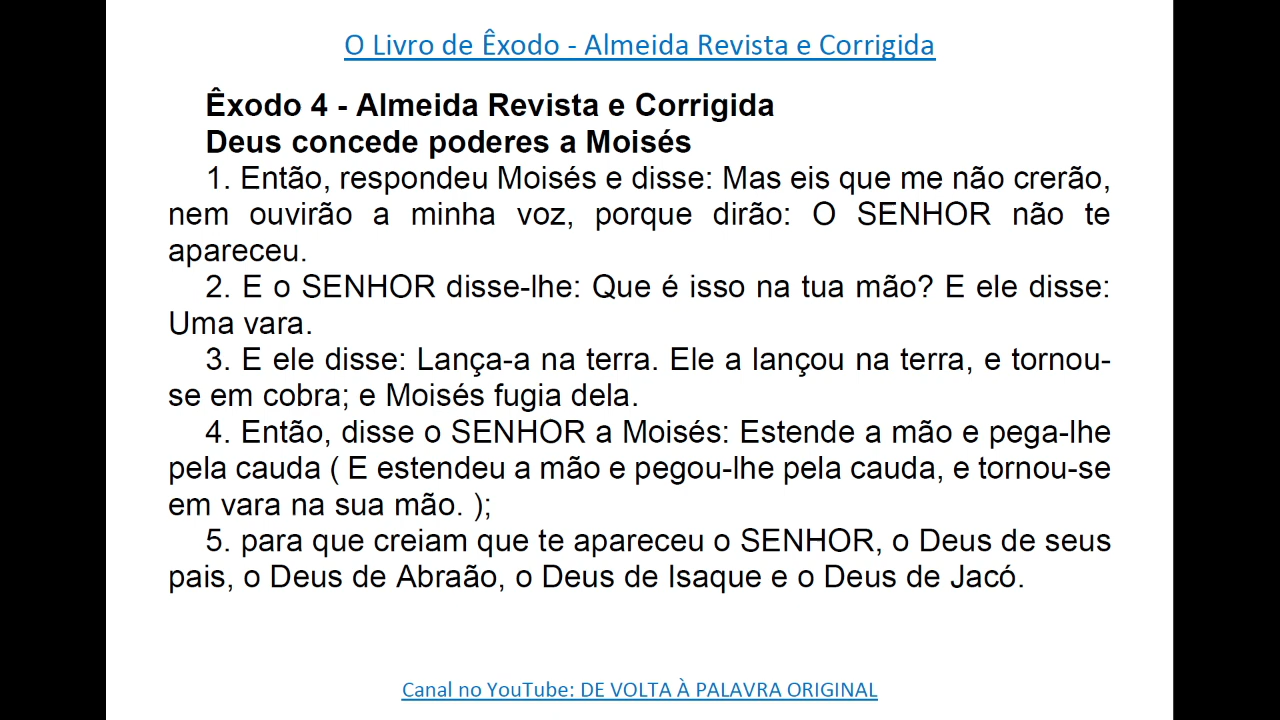 O Livro de Êxodo - Almeida Revista e Corrigida
Êxodo 4 - Almeida Revista e Corrigida
Deus concede poderes a Moisés
1. Então, respondeu Moisés e disse: Mas eis que me não crerão,
nem ouvirão a minha voz, porque dirão: O SENHOR não te
apareceu.
2. E o SENHOR disse-lhe: Que é isso na tua mão? E ele disse:
Uma vara.
3. E ele disse: Lança-a na terra. Ele a lançou na terra, e tornou-
se em cobra; e Moisés fugia dela.
4. Então, disse o SENHOR a Moisés: Estende a mão e pega-lhe
pela cauda ( E estendeu a mão e pegou-lhe pela cauda, e tornou-se
em vara na sua mão. );
5. para que creiam que te apareceu o SENHOR, o Deus de seus
pais, o Deus de Abraão, o Deus de Isaque e o Deus de Jacó.
Canal no YouTube: DE VOLTA À PALAVRA ORIGINAL